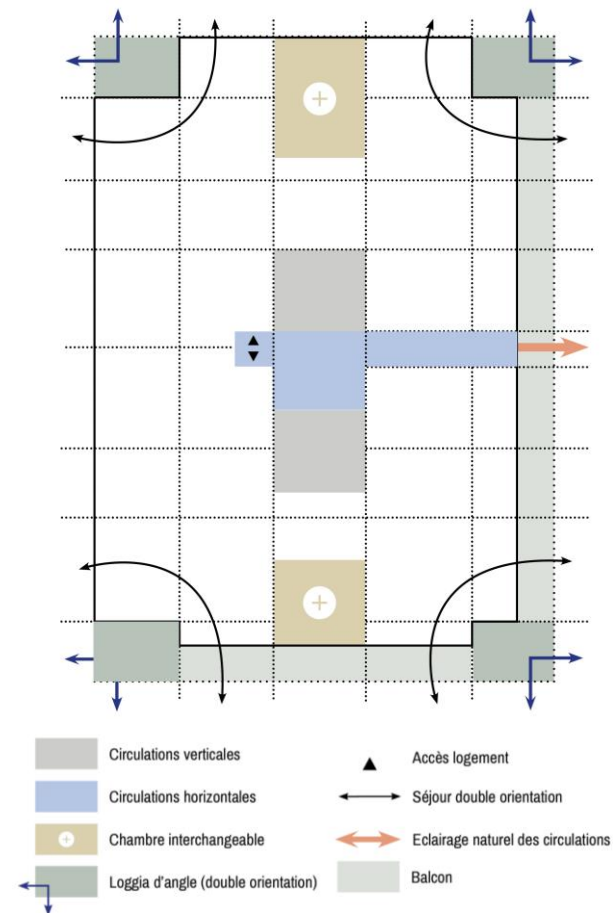 Circulations verticales
Circulations horizontales
Chambre interchangeable
Loggia d'angle (double orientation)
Accès logement
Séjour double orientation
Eclairage naturel des circulations
Balcon